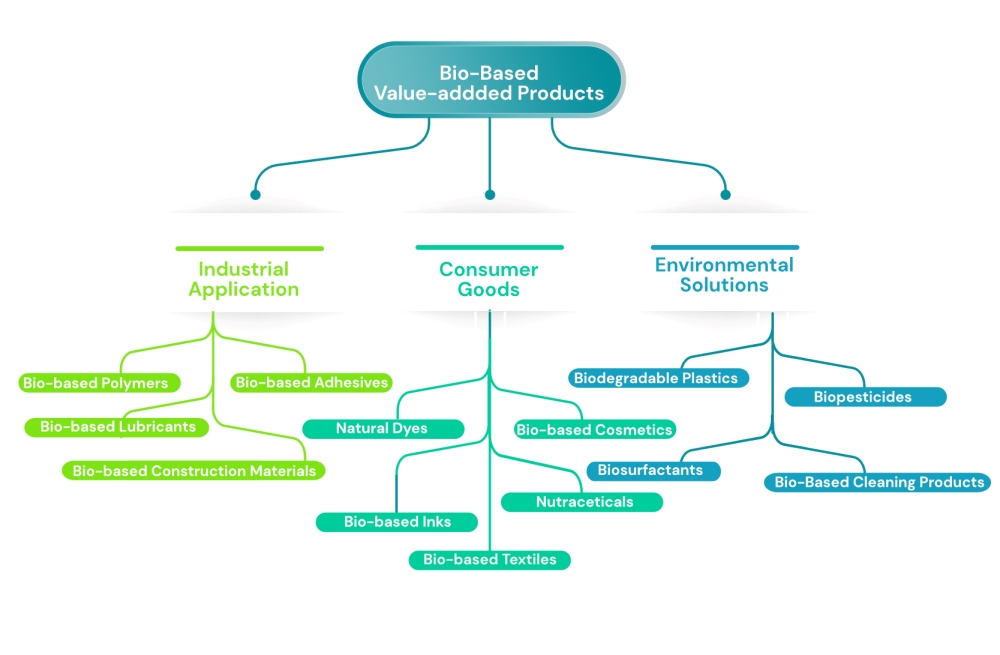 Bio-Based
Value-addded Products
Industrial
Application
Consumer
Goods
Environmental
Solutions
Bio-based Polymers
Bio-based Adhesives
Bio-based Lubricants
Bio-based Construction Materials
Natural Dyes
Bio-based Cosmetics
Nutraceticals
Bio-based Inks
Bio-based Textiles
Biodegradable Plastics
Biopesticides
Biosurfactants
Bio-Based Cleaning Products